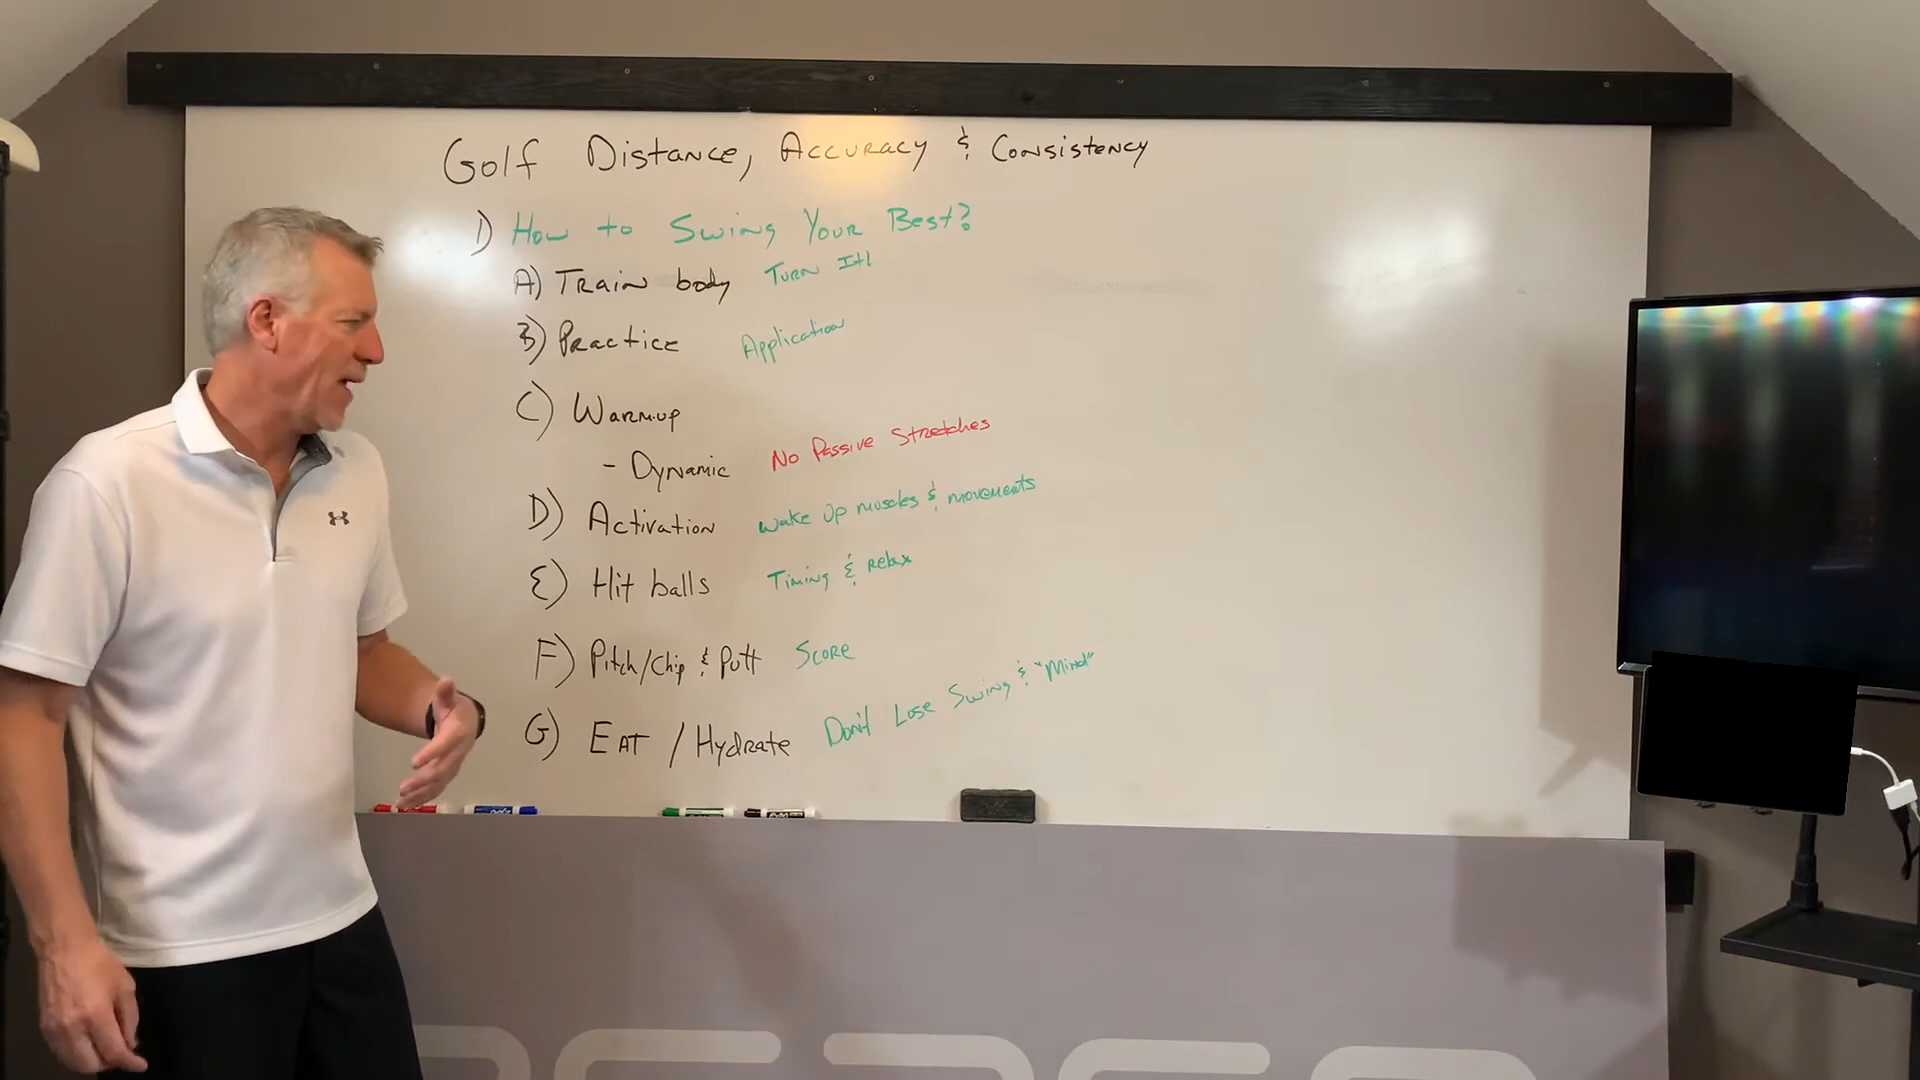 Golf Distance, Accuracy & Consistency
1) How to Swing Your Best?
A) Train body Turn It!
B) Practice Application
C) Warm-up
- Dynamic No Passive Stretches
D) Activation Wake Up muscles & movements
E) Hit balls Timing & relax
F) Pitch/Chip & Putt Score
G) Eat / Hydrate Don't Lose Swing & "Mind"